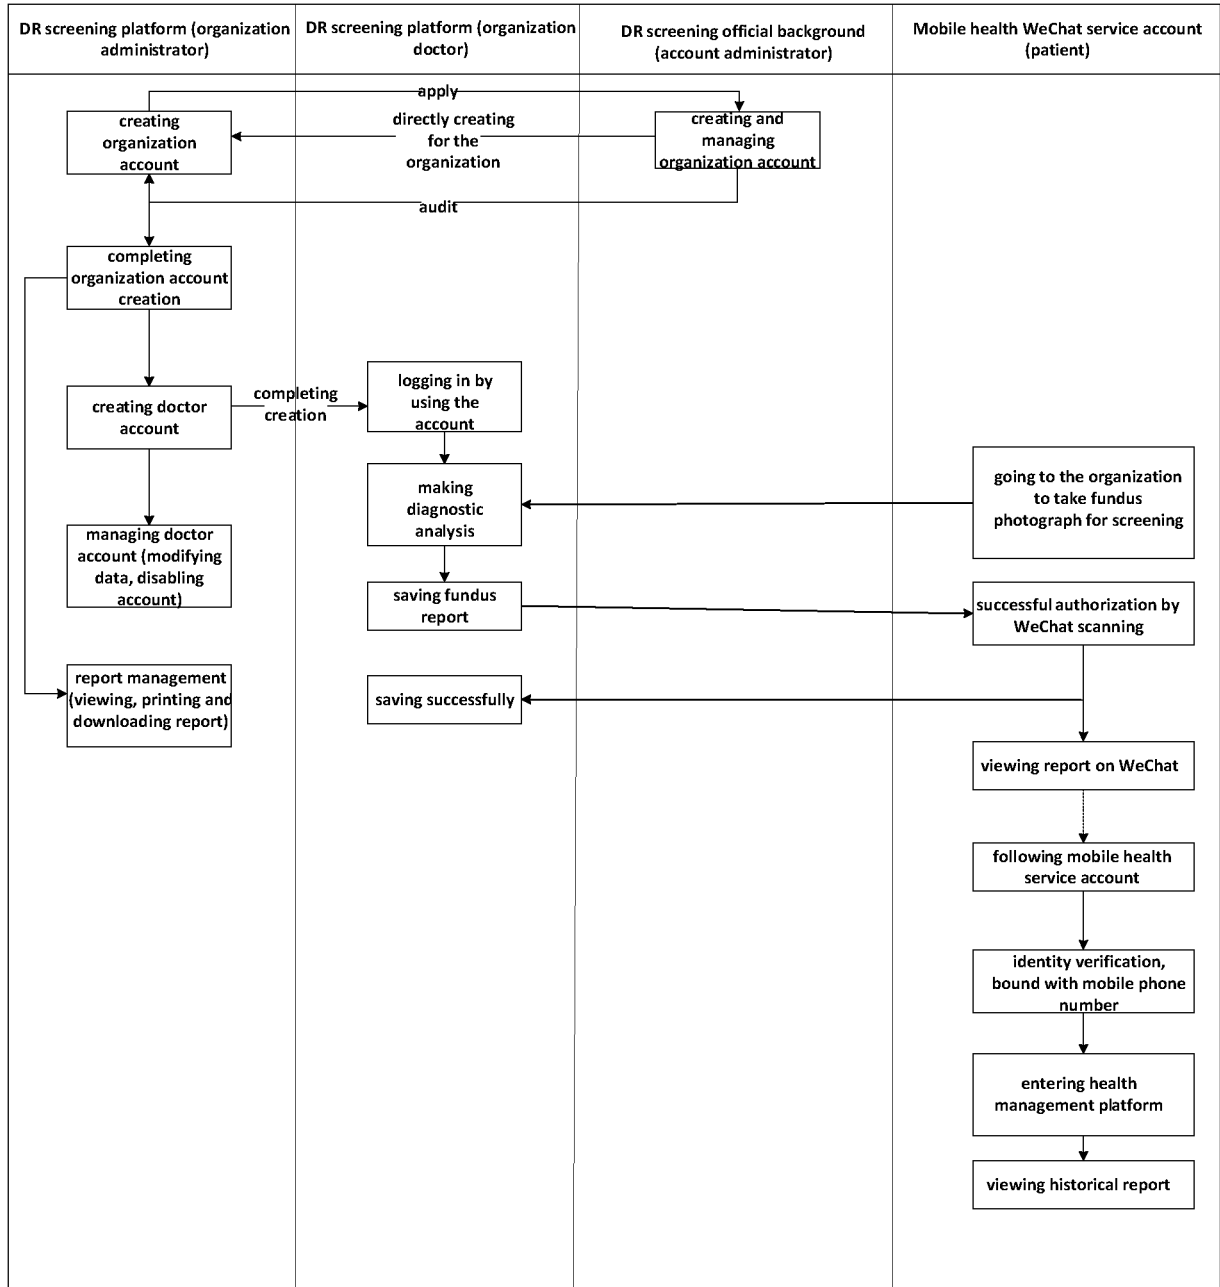 DR screening platform (organization
administrator)
DR screening platform (organization
doctor)
DR screening official background
(account administrator)
Mobile health WeChat service account
(patient)
apply
creating
organization
account
directly creating
for the
organization
creating and
managing
organization account
audit
completing
organization account
creation
creating doctor
account
completing
creation
logging in by
using the
account
making
diagnostic
analysis
going to the organization
to take fundus
photograph for screening
managing doctor
account (modifying
data, disabling
account)
saving fundus
report
successful authorization by
WeChat scanning
report management
(viewing, printing and
downloading report)
saving successfully
viewing report on WeChat
following mobile health
service account
identity verification,
bound with mobile phone
number
entering health
management platform
viewing historical report